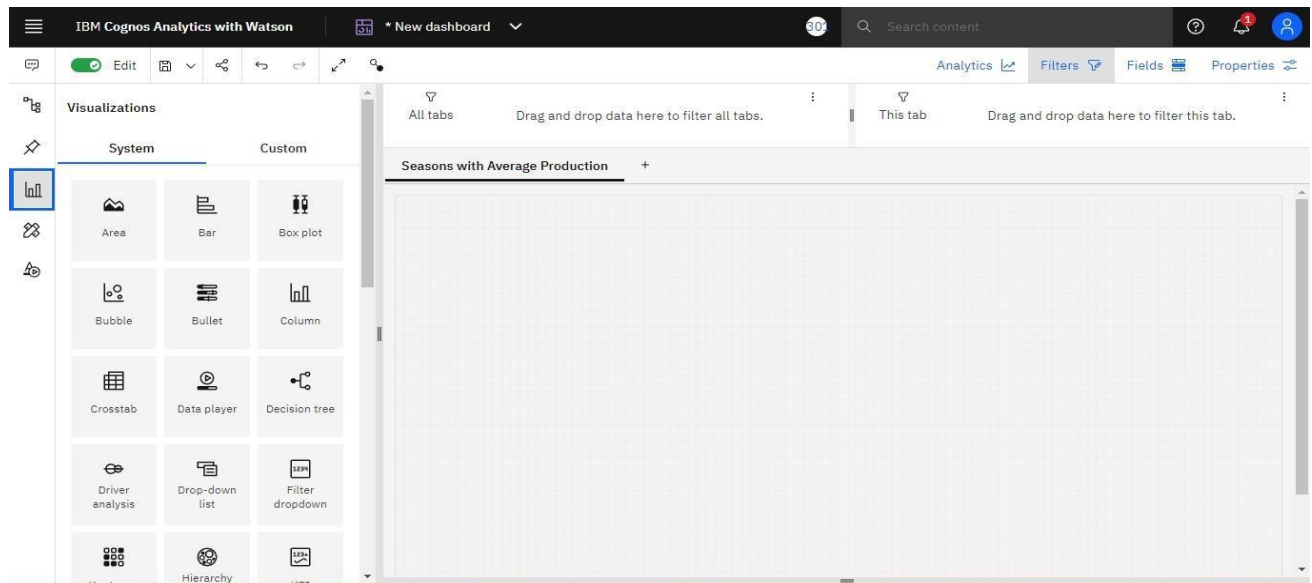 IBM Cognos Analytics with Watson
* New dashboard
301
Search content
1
Edit
Analytics
Filters
Fields
Properties
Visualizations
System
Custom
All tabs
Drag and drop data here to filter all tabs.
This tab
Drag and drop data here to filter this tab.
Seasons with Average Production
+
Area
Bar
Box plot
Bubble
Bullet
Column
Crosstab
Data player
Decision tree
Driver
analysis
Drop-down
list
1234
Filter
dropdown
Hierarchy